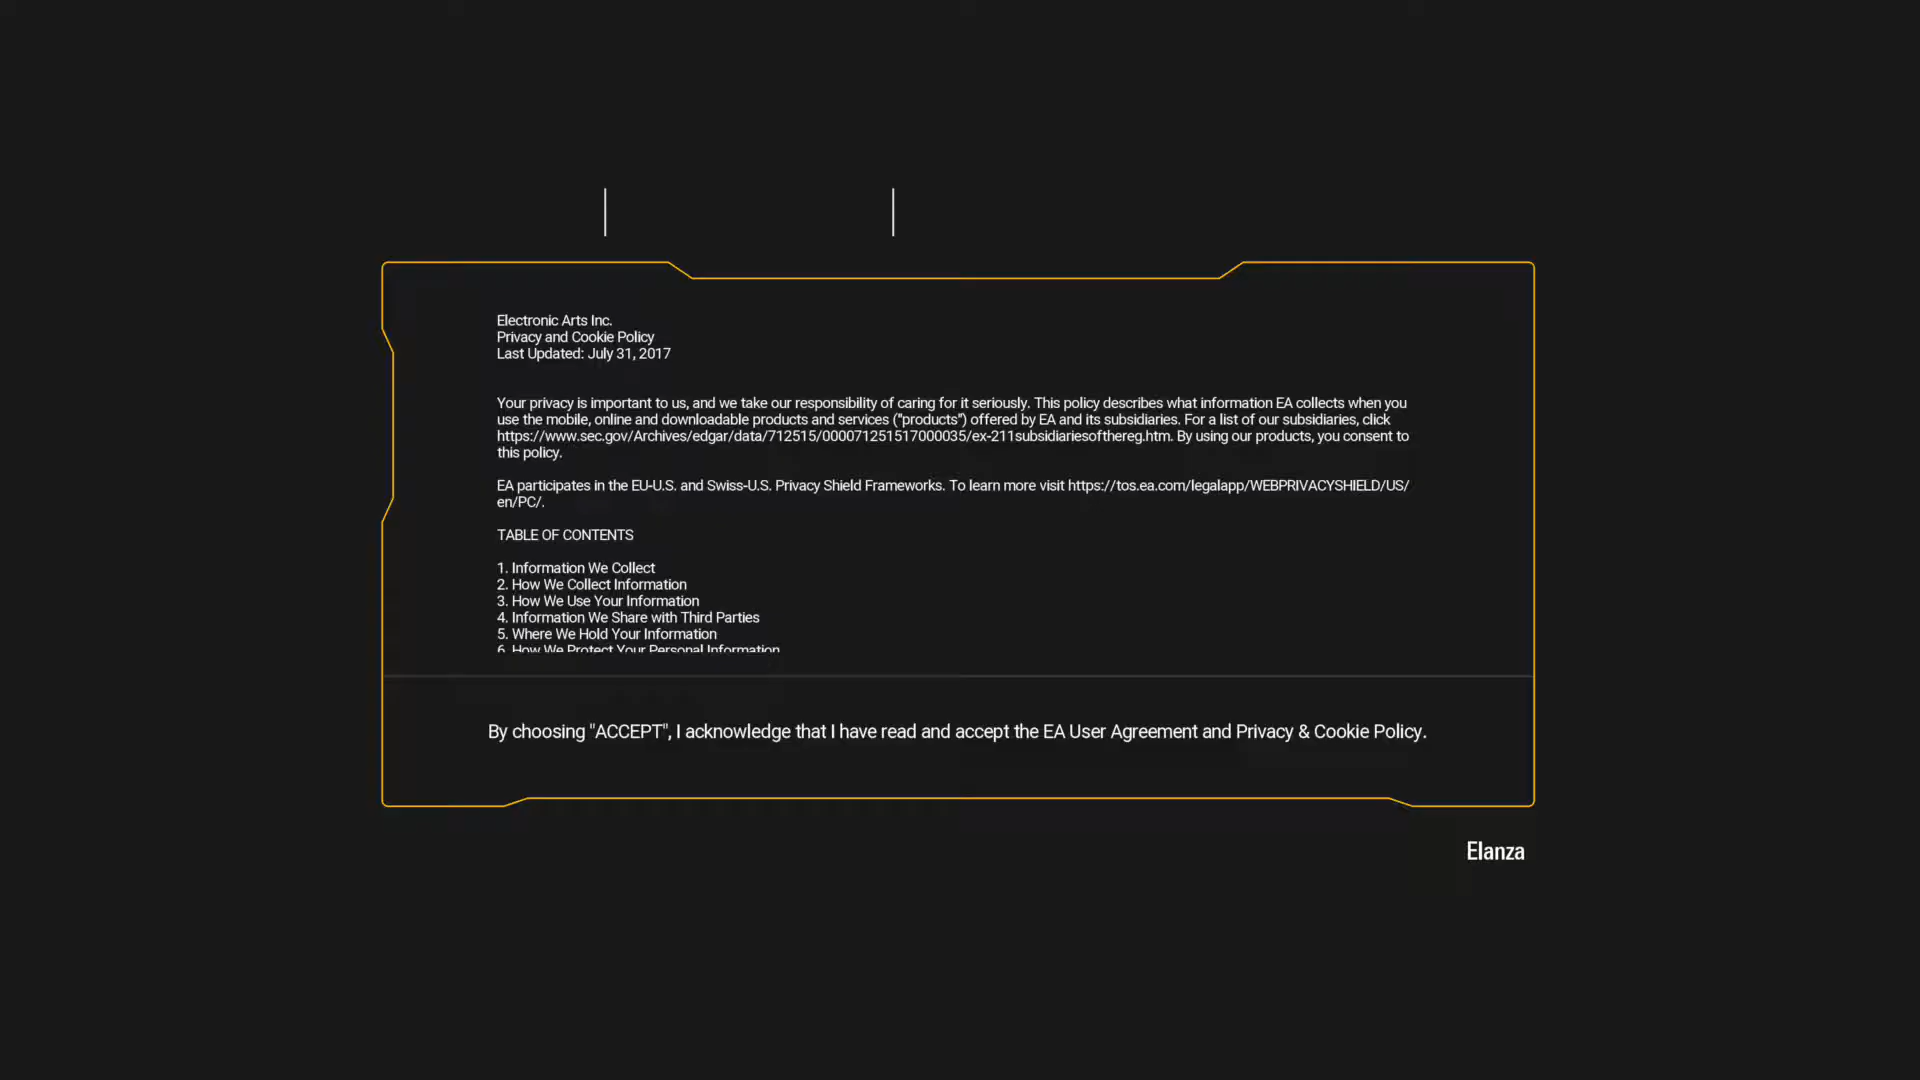 Electronic Arts Inc.
Privacy and Cookie Policy
Last Updated: July 31, 2017
Your privacy is important to us, and we take our responsibility of caring for it seriously. This policy describes what information EA collects when you
use the mobile, online and downloadable products and services ("products") offered by EA and its subsidiaries. For a list of our subsidiaries, click
https://www.sec.gov/Archives/edgar/data/712515/000071251517000035/ex-211subsidiariesofthereg.htm. By using our products, you consent to
this policy.
EA participates in the EU-U.S. and Swiss-U.S. Privacy Shield Frameworks. To learn more visit https://tos.ea.com/legalapp/WEBPRIVACYSHIELD/US/
en/PC/.
TABLE OF CONTENTS
1. Information We Collect
2. How We Collect Information
3. How We Use Your Information
4. Information We Share with Third Parties
5. Where We Hold Your Information
6. How We Protect Your Personal Information
By choosing "ACCEPT", I acknowledge that I have read and accept the EA User Agreement and Privacy & Cookie Policy.
Elanza